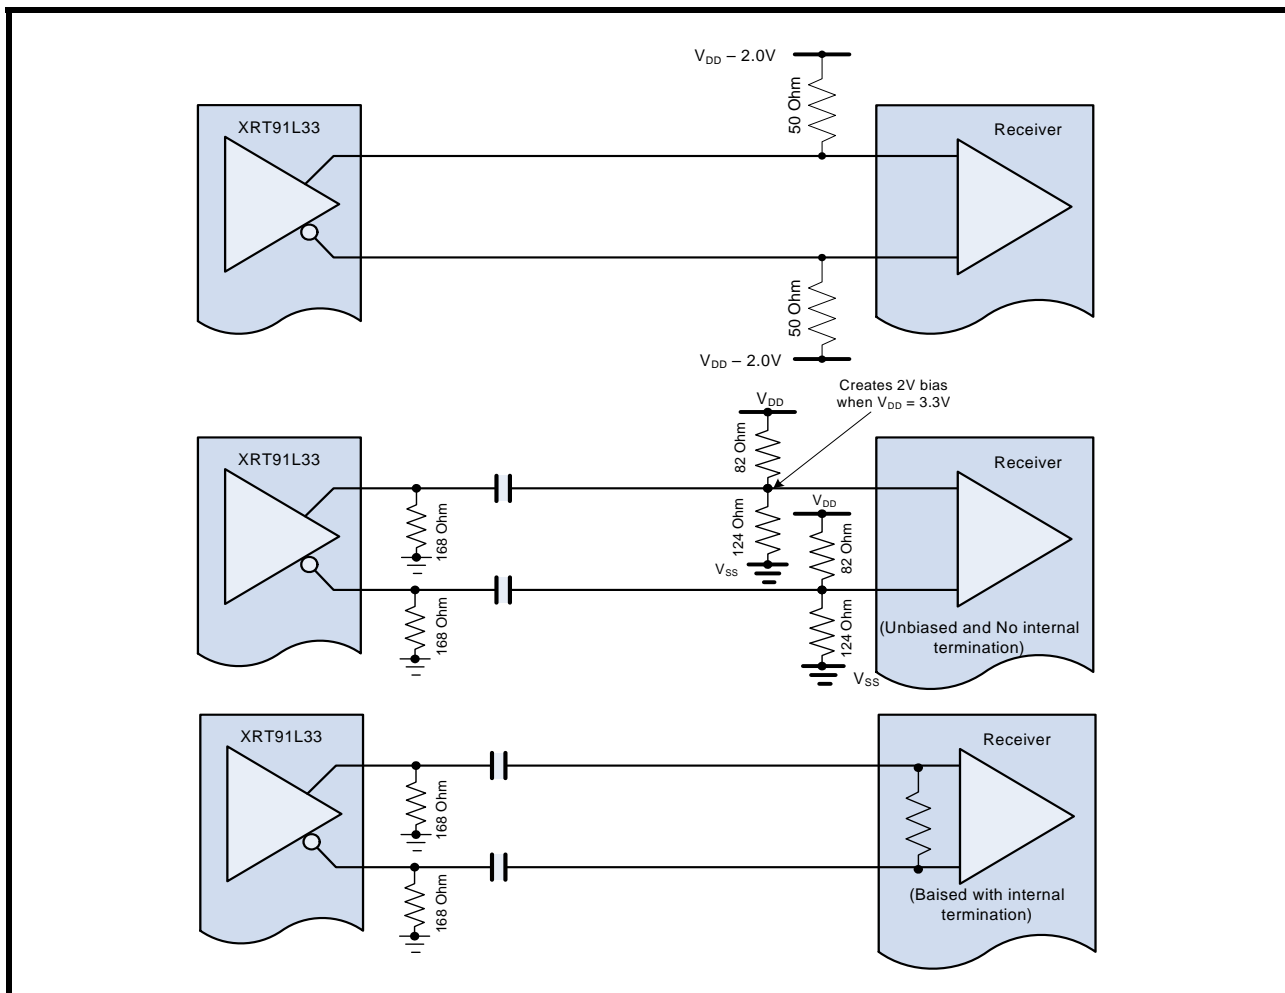 V_DD – 2.0V
50 Ohm
XRT91L33
Receiver
50 Ohm
V_DD – 2.0V
Creates 2V bias
when V_DD = 3.3V
V_DD
82 Ohm
XRT91L33
Receiver
168 Ohm
124 Ohm
V_DD
82 Ohm
V_SS
168 Ohm
124 Ohm
(Unbiased and No internal
termination)
V_SS
XRT91L33
Receiver
168 Ohm
168 Ohm
(Baised with internal
termination)